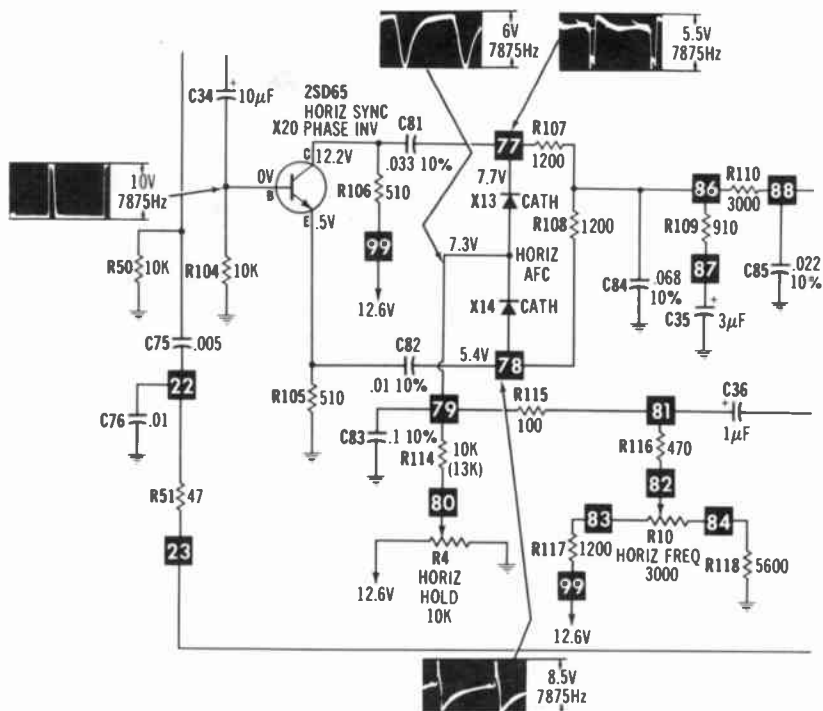 6V
7875Hz
5.5V
7875Hz
C34
+
10µF
2SD65
HORIZ SYNC
X20 PHASE INV
C81
.033 10%
77
R107
1200
C 12.2V
R106
510
7.7V
86
R110
3000
88
10V
7875Hz
0V
B
E
.5V
X13
CATH
R108
1200
R109
910
99
7.3V
HORIZ
AFC
87
C84
.068
10%
C85
.022
10%
R50
10K
R104
10K
12.6V
X14
CATH
C35
+
3µF
C75
.005
C82
.01 10%
5.4V
78
22
R105
510
R115
100
C36
+
1µF
79
81
C76
.01
C83
.1 10%
10K
R114
(13K)
R116
470
80
82
R51
47
83
84
23
R4
HORIZ
HOLD
10K
R117
1200
R10
HORIZ FREQ
3000
R118
5600
12.6V
99
12.6V
8.5V
7875Hz